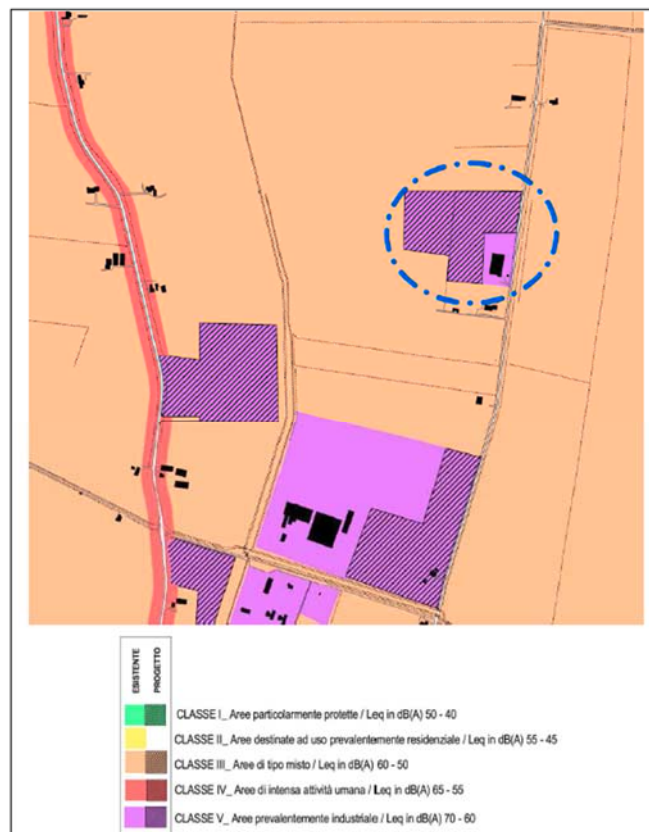 ESISTENTE
PROGETTO
CLASSE I_ Aree particolarmente protette / Leq in dB(A) 50 - 40
CLASSE II_ Aree destinate ad uso prevalentemente residenziale / Leq in dB(A) 55 - 45
CLASSE III_ Aree di tipo misto / Leq in dB(A) 60 - 50
CLASSE IV_ Aree di intensa attività umana / Leq in dB(A) 65 - 55
CLASSE V_ Aree prevalentemente industriale / Leq in dB(A) 70 - 60